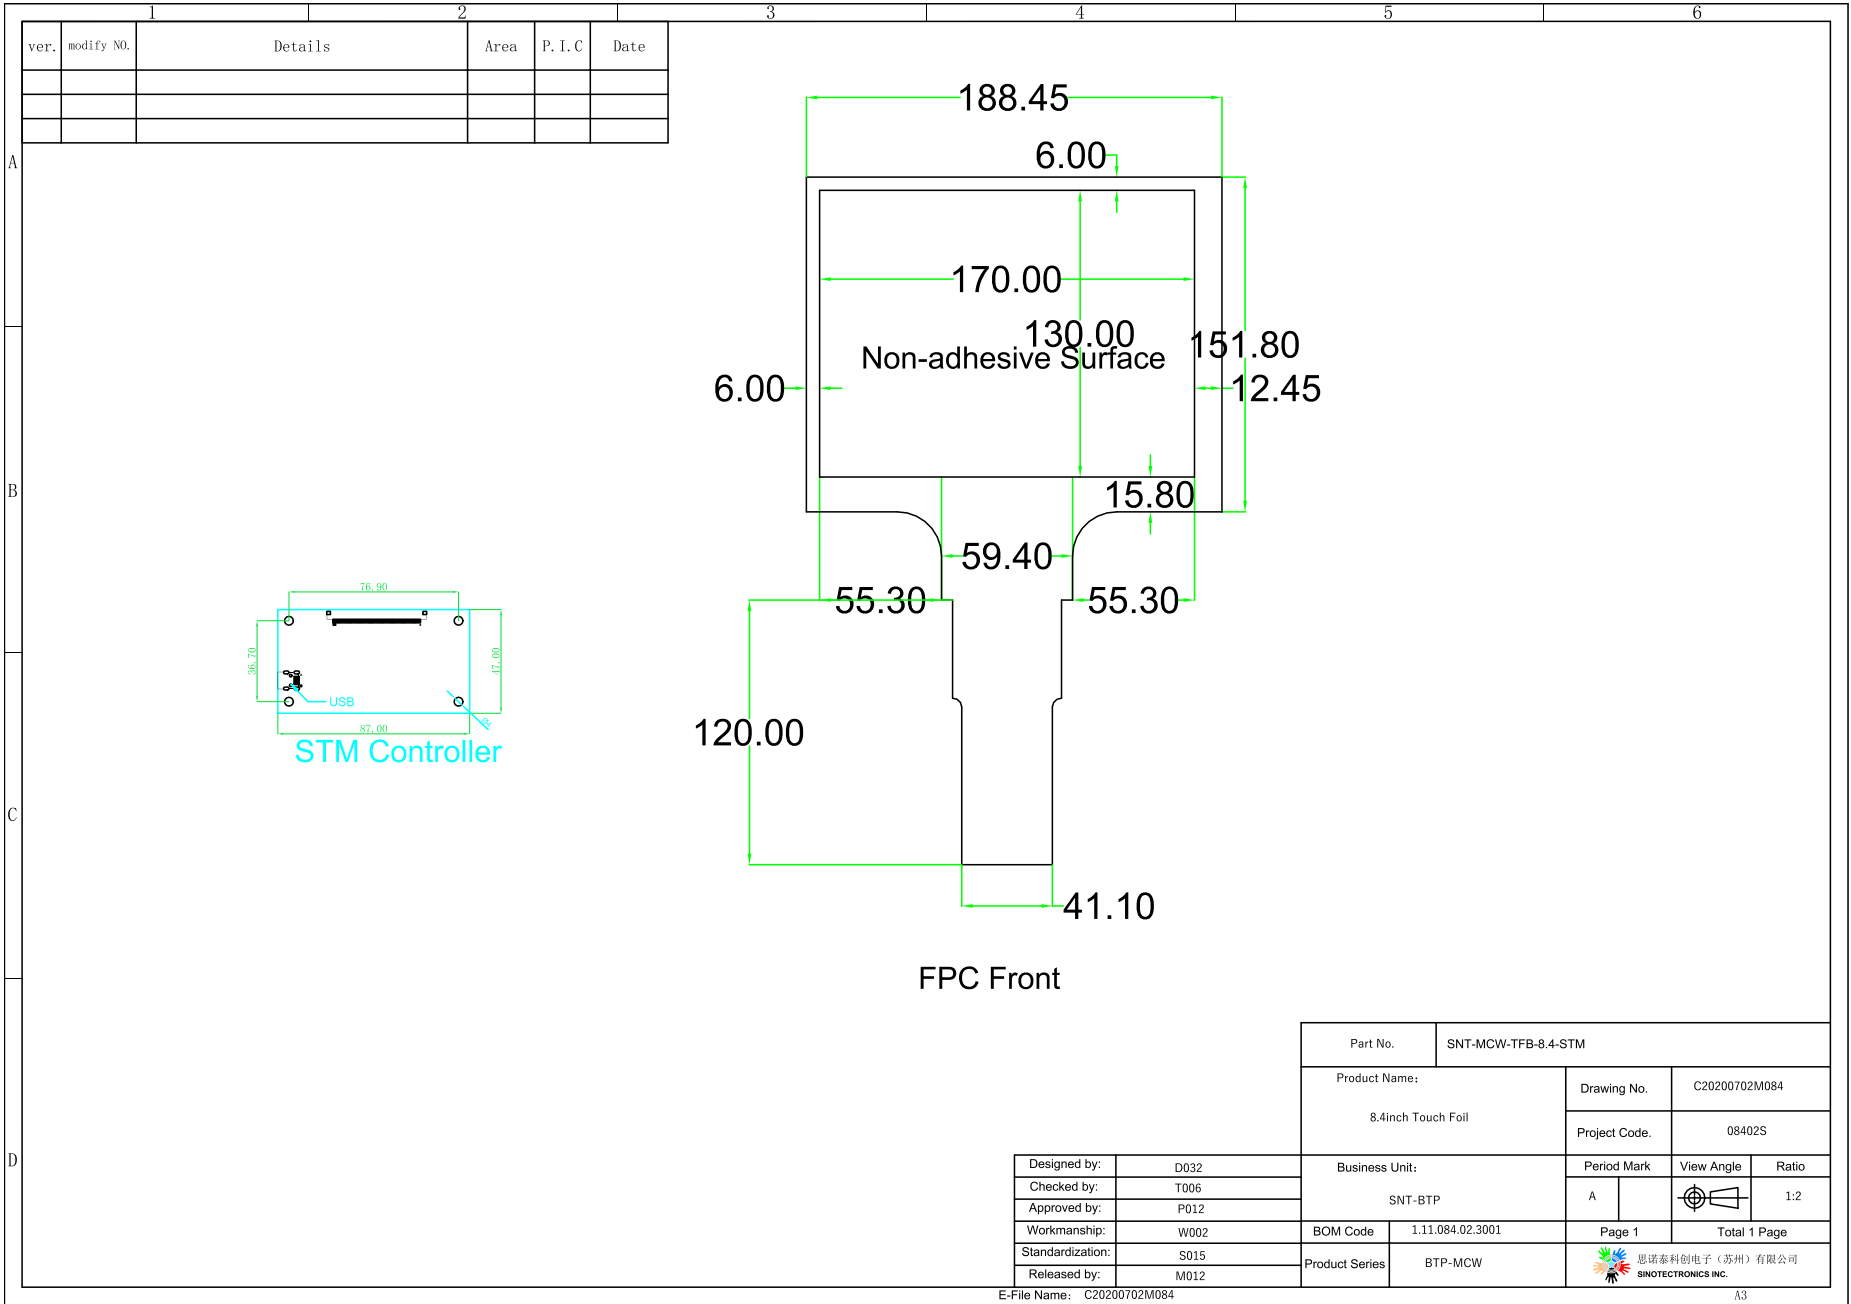 1 2 3 4 5 6
ver. modify NO. Details Area P.I.C Date
A
B
C
D
188.45
6.00
170.00
130.00
Non-adhesive Surface
151.80
6.00
12.45
15.80
59.40
55.30
55.30
120.00
41.10
FPC Front
76.90
36.70
47.00
USB
87.00
STM Controller
Part No. SNT-MCW-TFB-8.4-STM
Product Name:
8.4inch Touch Foil
Drawing No. C20200702M084
Project Code. 08402S
Designed by: D032
Checked by: T006
Approved by: P012
Workmanship: W002
Standardization: S015
Released by: M012
Business Unit:
SNT-BTP
Period Mark View Angle Ratio
A 1:2
BOM Code 1.11.084.02.3001
Page 1 Total 1 Page
Product Series BTP-MCW
思诺泰科创电子（苏州）有限公司
SINOTECTRONICS INC.
E-File Name: C20200702M084
A3